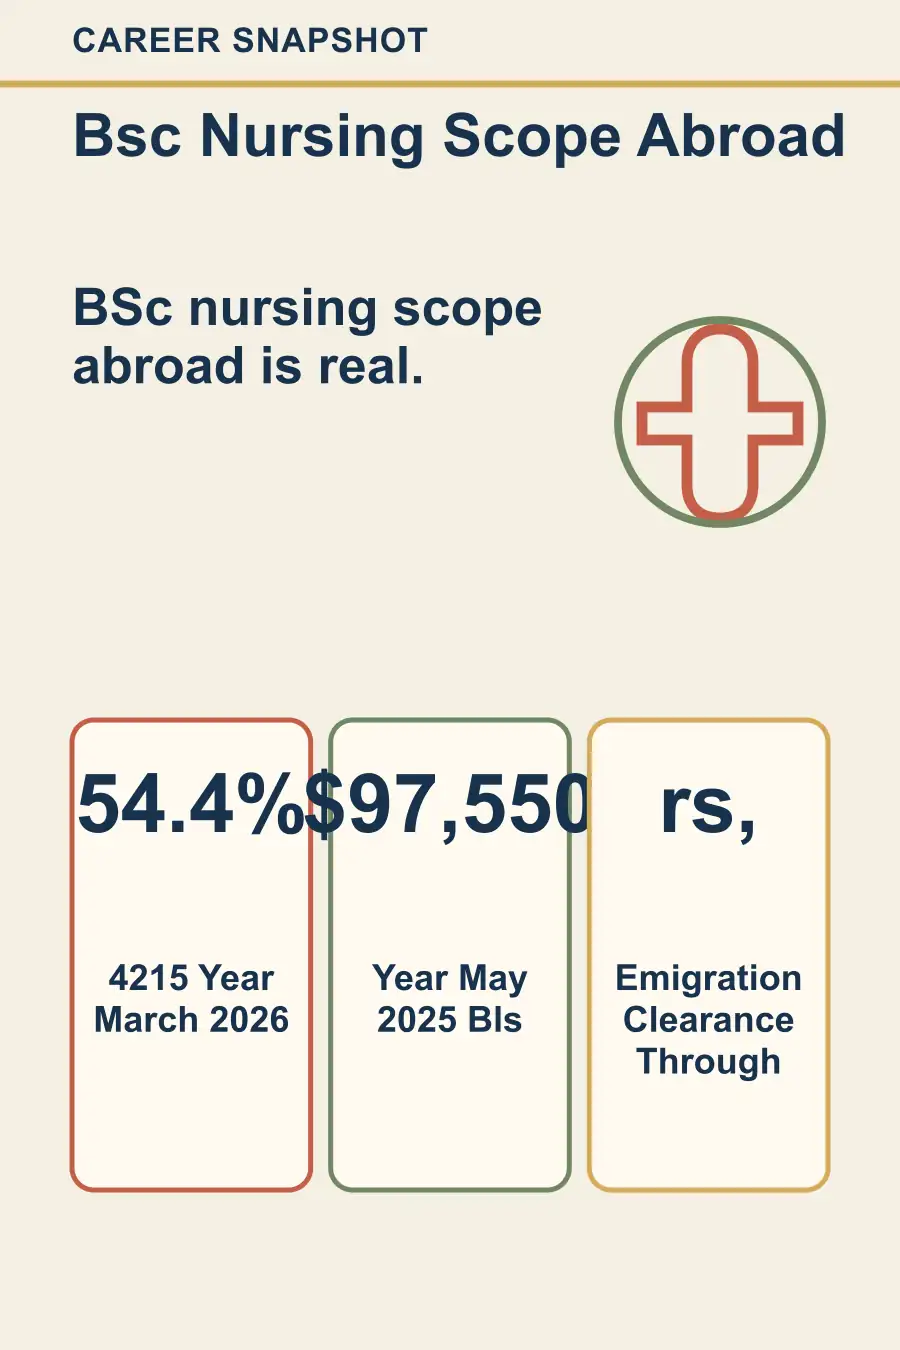 CAREER SNAPSHOT
Bsc Nursing Scope Abroad
BSc nursing scope
abroad is real.
54.4%
$97,550
rs,
4215 Year
March 2026
Year May
2025 Bls
Emigration
Clearance
Through